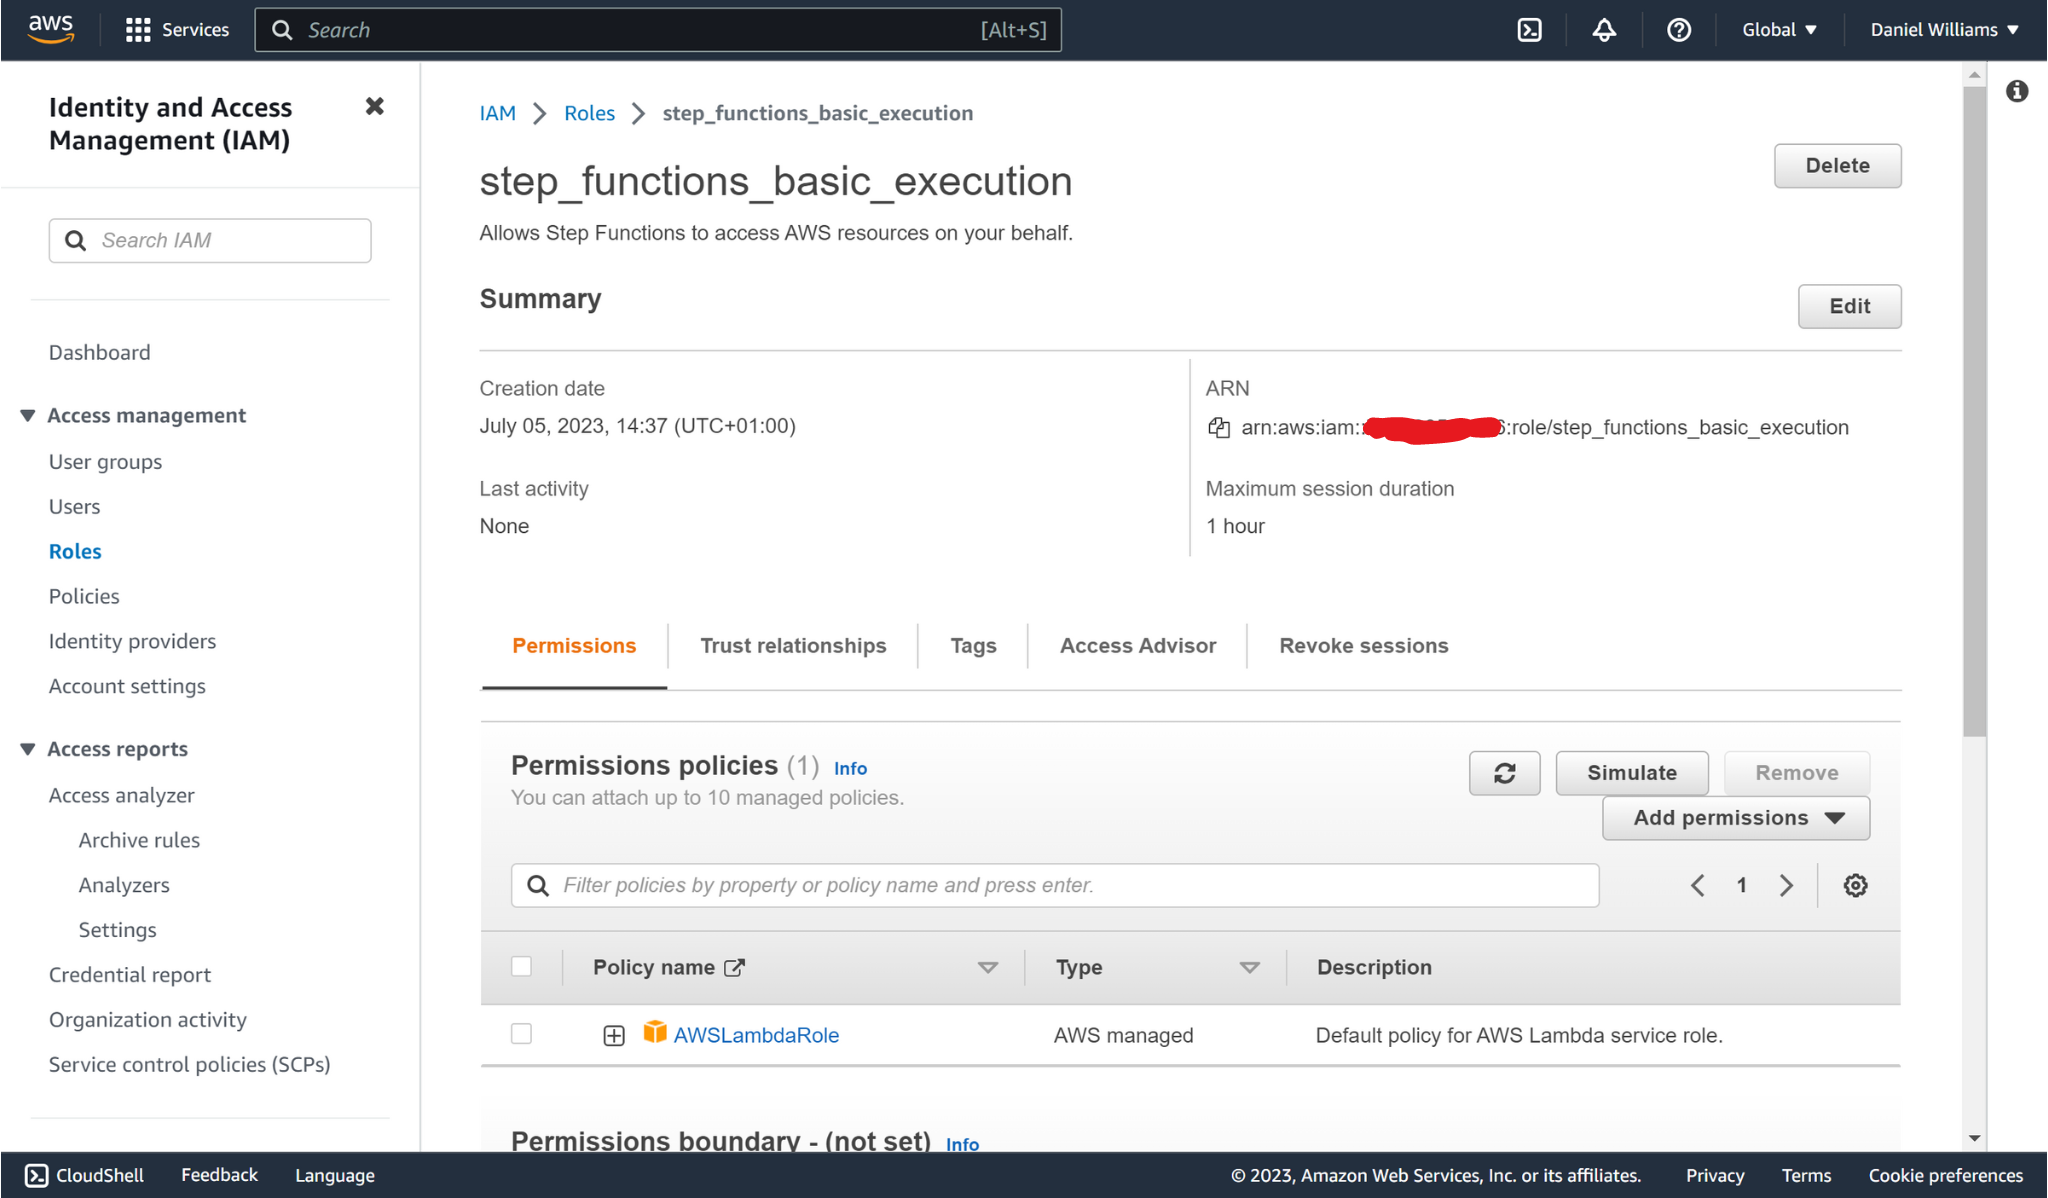 aws
Services
Search
[Alt+S]
Global
Daniel Williams
Identity and Access
Management (IAM)
Search IAM
Dashboard
Access management
User groups
Users
Roles
Policies
Identity providers
Account settings
Access reports
Access analyzer
Archive rules
Analyzers
Settings
Credential report
Organization activity
Service control policies (SCPs)
IAM
Roles
step_functions_basic_execution
step_functions_basic_execution
Delete
Allows Step Functions to access AWS resources on your behalf.
Summary
Edit
Creation date
July 05, 2023, 14:37 (UTC+01:00)
ARN
arn:aws:iam:: :role/step_functions_basic_execution
Last activity
None
Maximum session duration
1 hour
Permissions
Trust relationships
Tags
Access Advisor
Revoke sessions
Permissions policies (1) Info
You can attach up to 10 managed policies.
Simulate
Remove
Add permissions
Filter policies by property or policy name and press enter.
1
Policy name
Type
Description
AWSLambdaRole
AWS managed
Default policy for AWS Lambda service role.
Permissions boundary - (not set) Info
CloudShell
Feedback
Language
© 2023, Amazon Web Services, Inc. or its affiliates.
Privacy
Terms
Cookie preferences